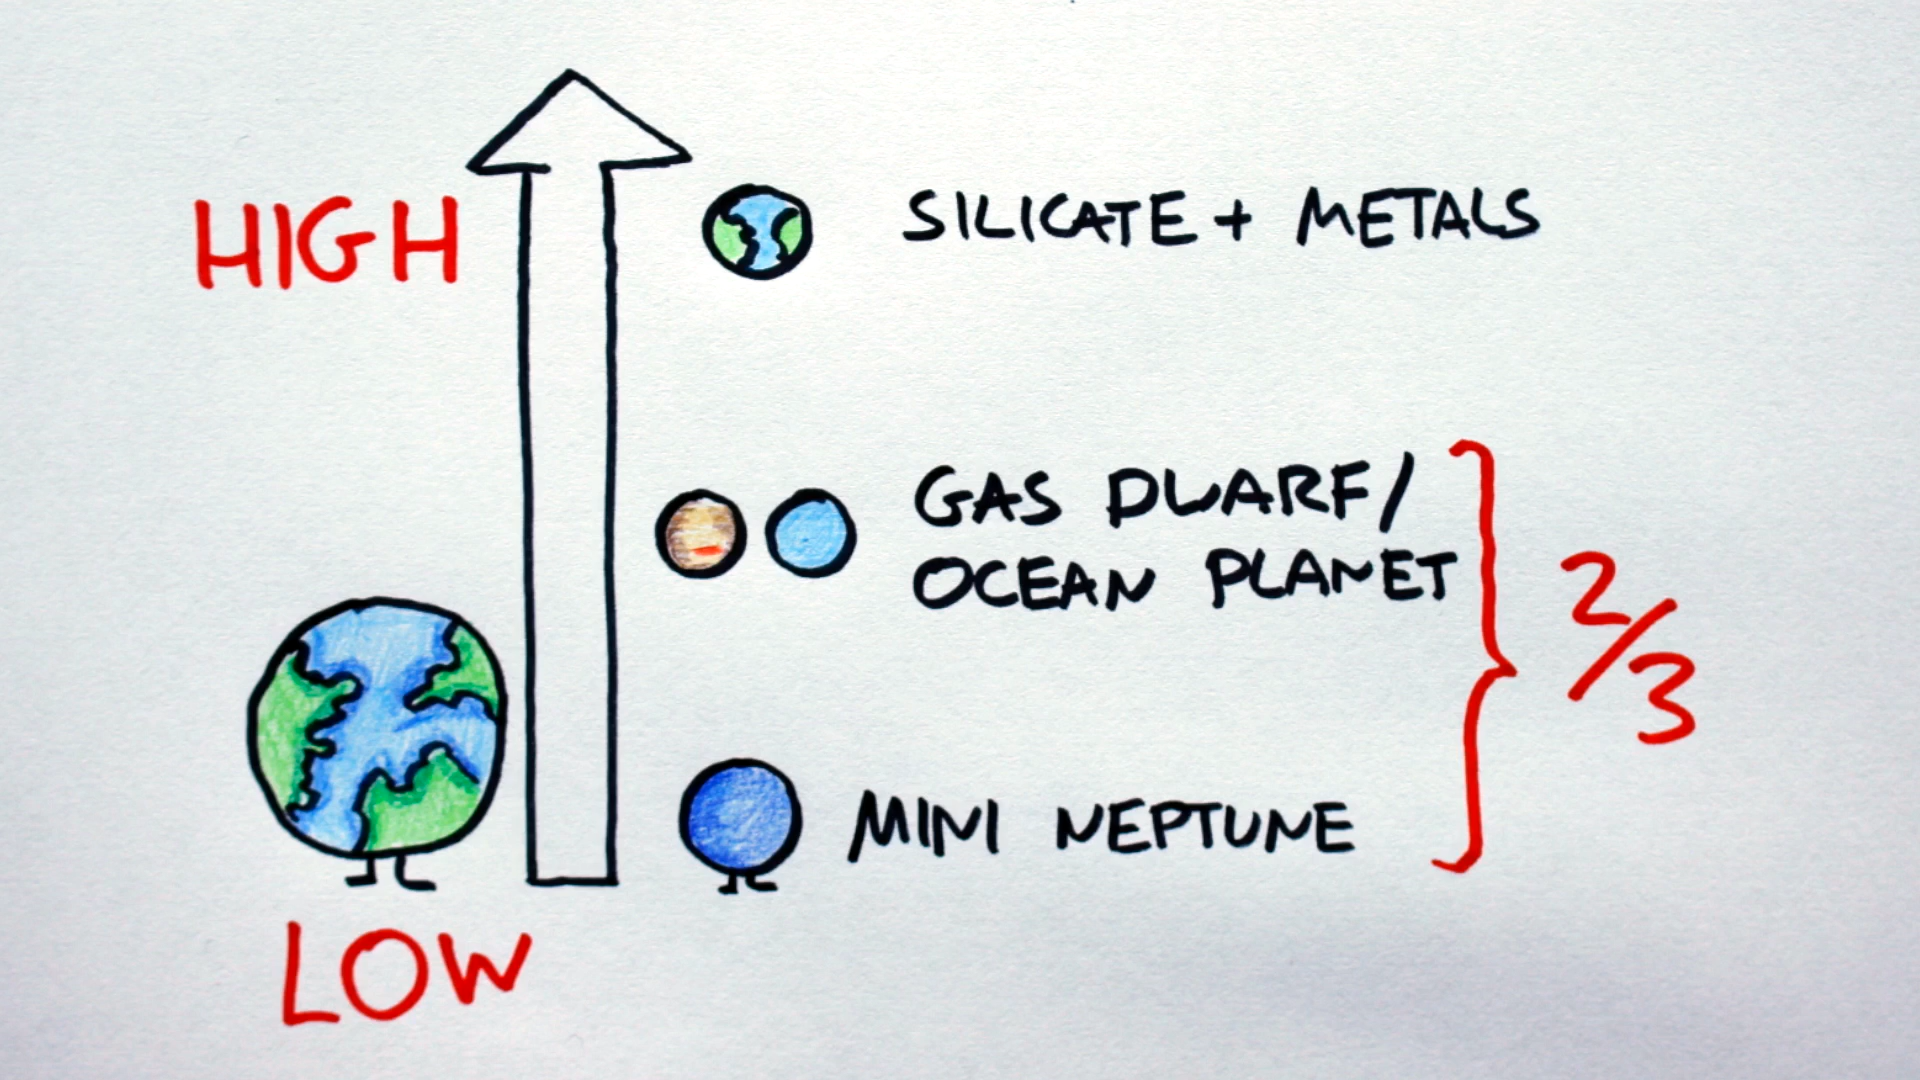 HIGH
SILICATE + METALS
GAS DWARF/
OCEAN PLANET
2/3
MINI NEPTUNE
LOW